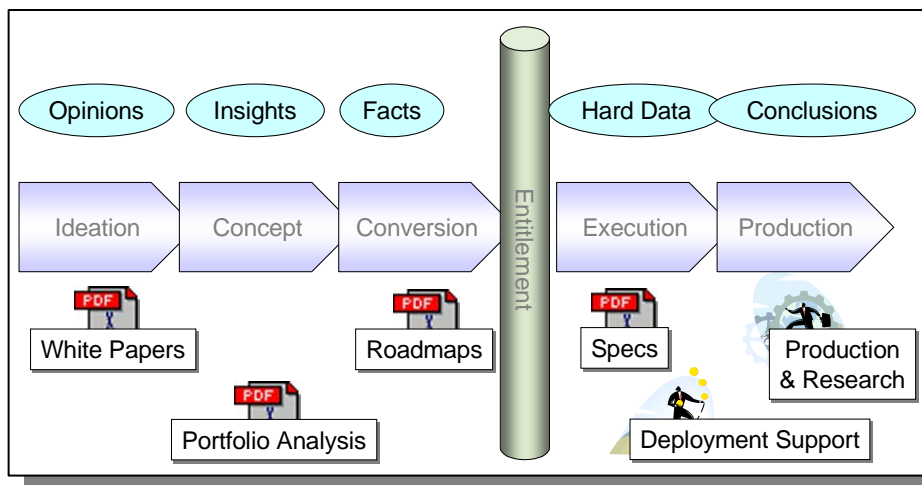 Opinions
Insights
Facts
Hard Data
Conclusions
Ideation
Concept
Conversion
Entitlement
Execution
Production
PDF
White Papers
PDF
Portfolio Analysis
PDF
Roadmaps
PDF
Specs
Deployment Support
Production
& Research